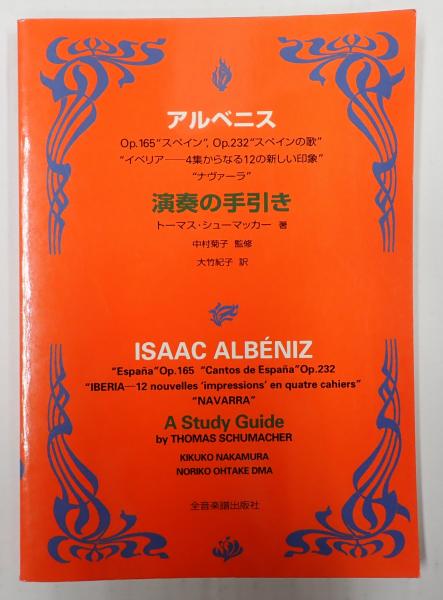 アルベニス
Op.165“スペイン”, Op.232“スペインの歌”
“イベリア──4集からなる12の新しい印象”
“ナヴァーラ”
演奏の手引き
トーマス・シューマッカー 著
中村菊子 監修
大竹紀子 訳
ISAAC ALBÉNIZ
“España”Op.165 “Cantos de España”Op.232
“IBERIA—12 nouvelles ‘impressions’ en quatre cahiers”
“NAVARRA”
A Study Guide
by THOMAS SCHUMACHER
KIKUKO NAKAMURA
NORIKO OHTAKE DMA
全音楽譜出版社